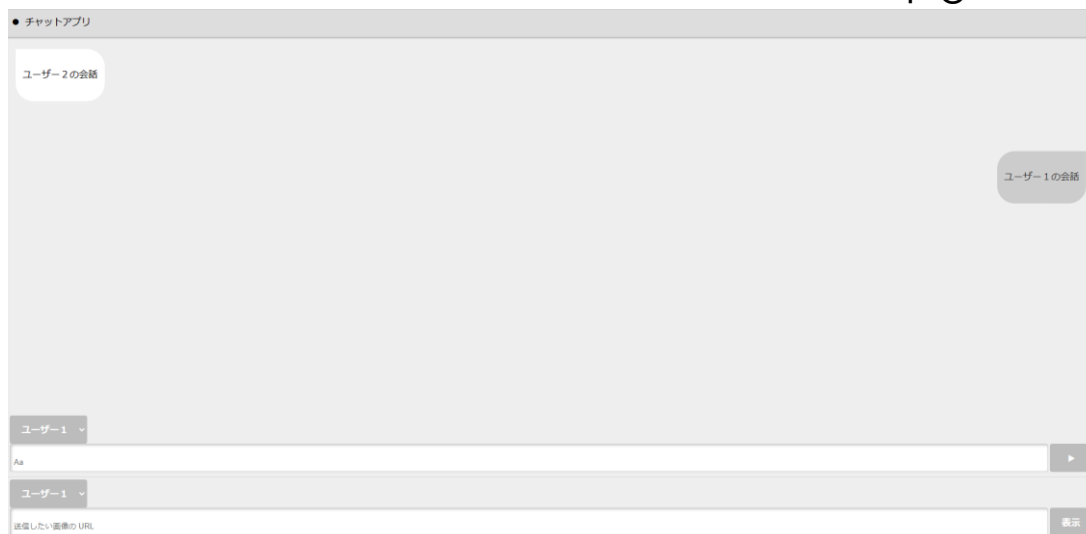 ● チャットアプリ
ユーザー２の会話
ユーザー１の会話
ユーザー１
Aa
ユーザー１
送信したい画像の URL
表示